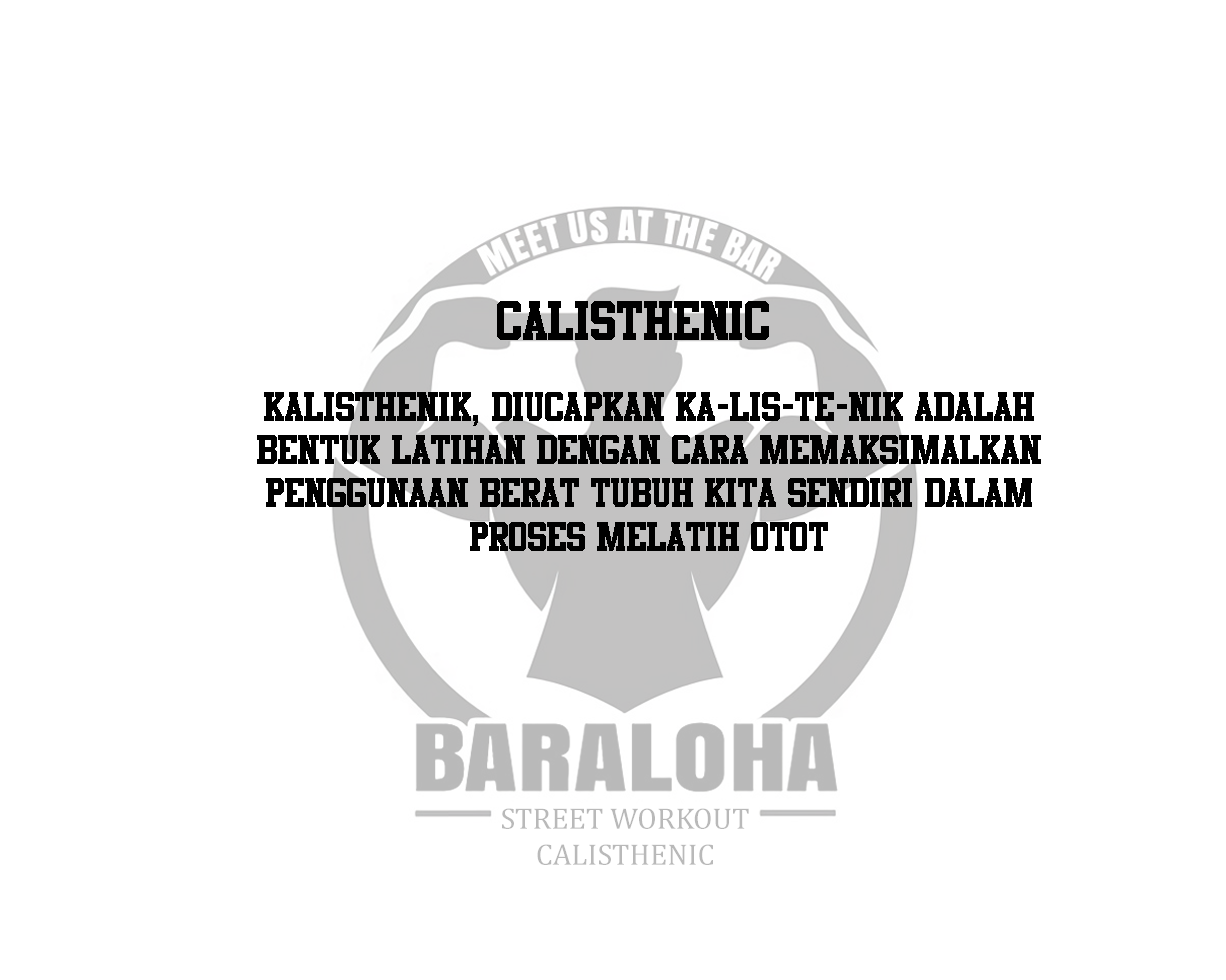 MEET US AT THE BAR
CALISTHENIC
KALISTHENIK, DIUCAPKAN KA-LIS-TE-NIK ADALAH
BENTUK LATIHAN DENGAN CARA MEMAKSIMALKAN
PENGGUNAAN BERAT TUBUH KITA SENDIRI DALAM
PROSES MELATIH OTOT
BARALOHA
STREET WORKOUT
CALISTHENIC